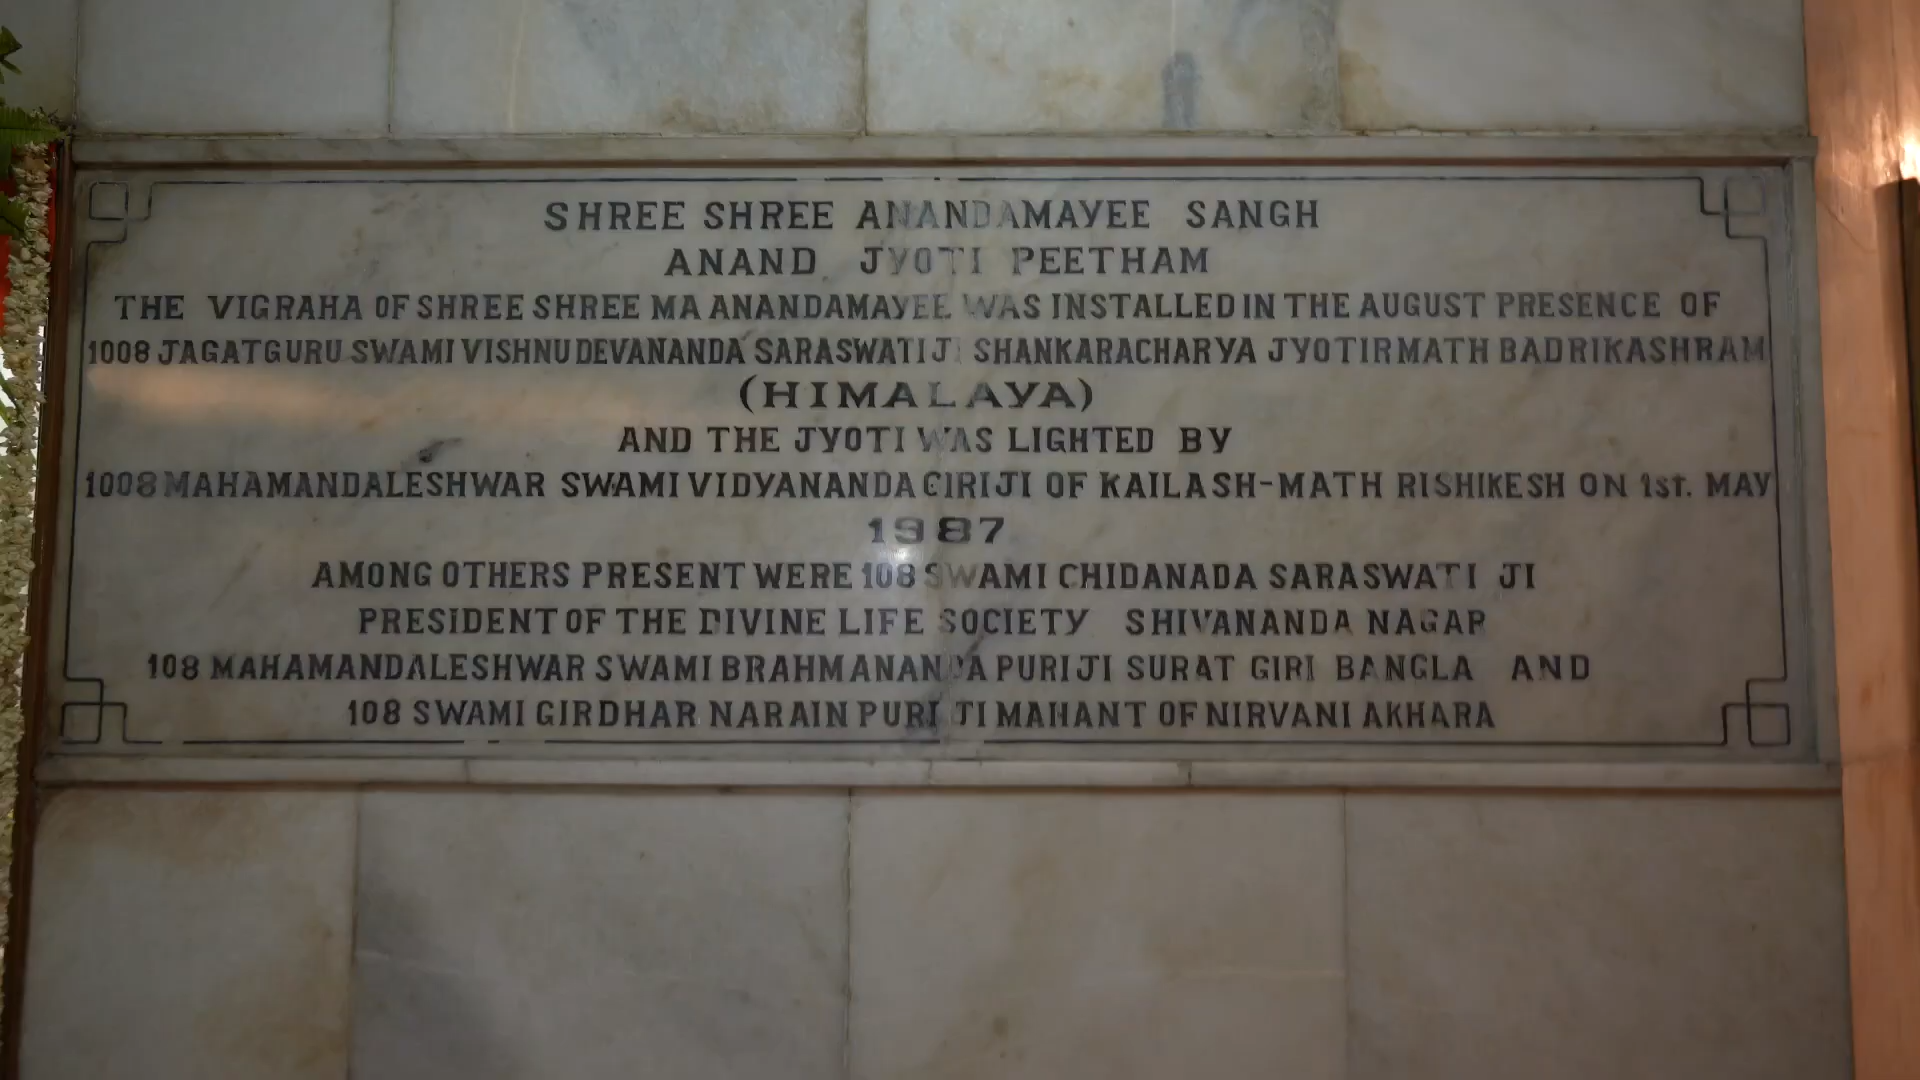 SHREE SHREE ANANDAMAYEE SANGH
ANAND JYOTI PEETHAM
THE VIGRAHA OF SHREE SHREE MA ANANDAMAYEE WAS INSTALLED IN THE AUGUST PRESENCE OF
1008 JAGATGURU SWAMI VISHNUDEVANANDA SARASWATI JI SHANKARACHARYA JYOTIRMATH BADRIKASHRAM
(HIMALAYA)
AND THE JYOTI WAS LIGHTED BY
1008 MAHAMANDALESHWAR SWAMI VIDYANANDA GIRIJI OF KAILASH-MATH RISHIKESH ON 1st. MAY
1987
AMONG OTHERS PRESENT WERE 108 SWAMI CHIDANADA SARASWATI JI
PRESIDENT OF THE DIVINE LIFE SOCIETY SHIVANANDA NAGAR
108 MAHAMANDALESHWAR SWAMI BRAHMANANDA PURIJI SURAT GIRI BANGLA AND
108 SWAMI GIRDHAR NARAIN PURI JI MAHANT OF NIRVANI AKHARA